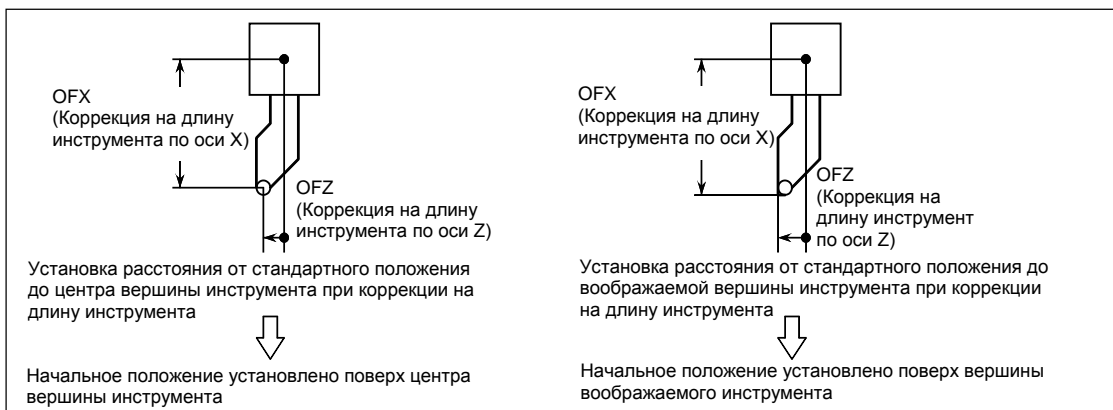 OFX
(Коррекция на длину
инструмента по оси X)
OFZ
(Коррекция на длину
инструмента по оси Z)
Установка расстояния от стандартного положения
до центра вершины инструмента при коррекции на
длину инструмента
Начальное положение установлено поверх центра
вершины инструмента
OFX
(Коррекция на длину
инструмента по оси X)
OFZ
(Коррекция на
длину инструмент
по оси Z)
Установка расстояния от стандартного положения до
воображаемой вершины инструмента при коррекции
на длину инструмента
Начальное положение установлено поверх вершины
воображаемого инструмента